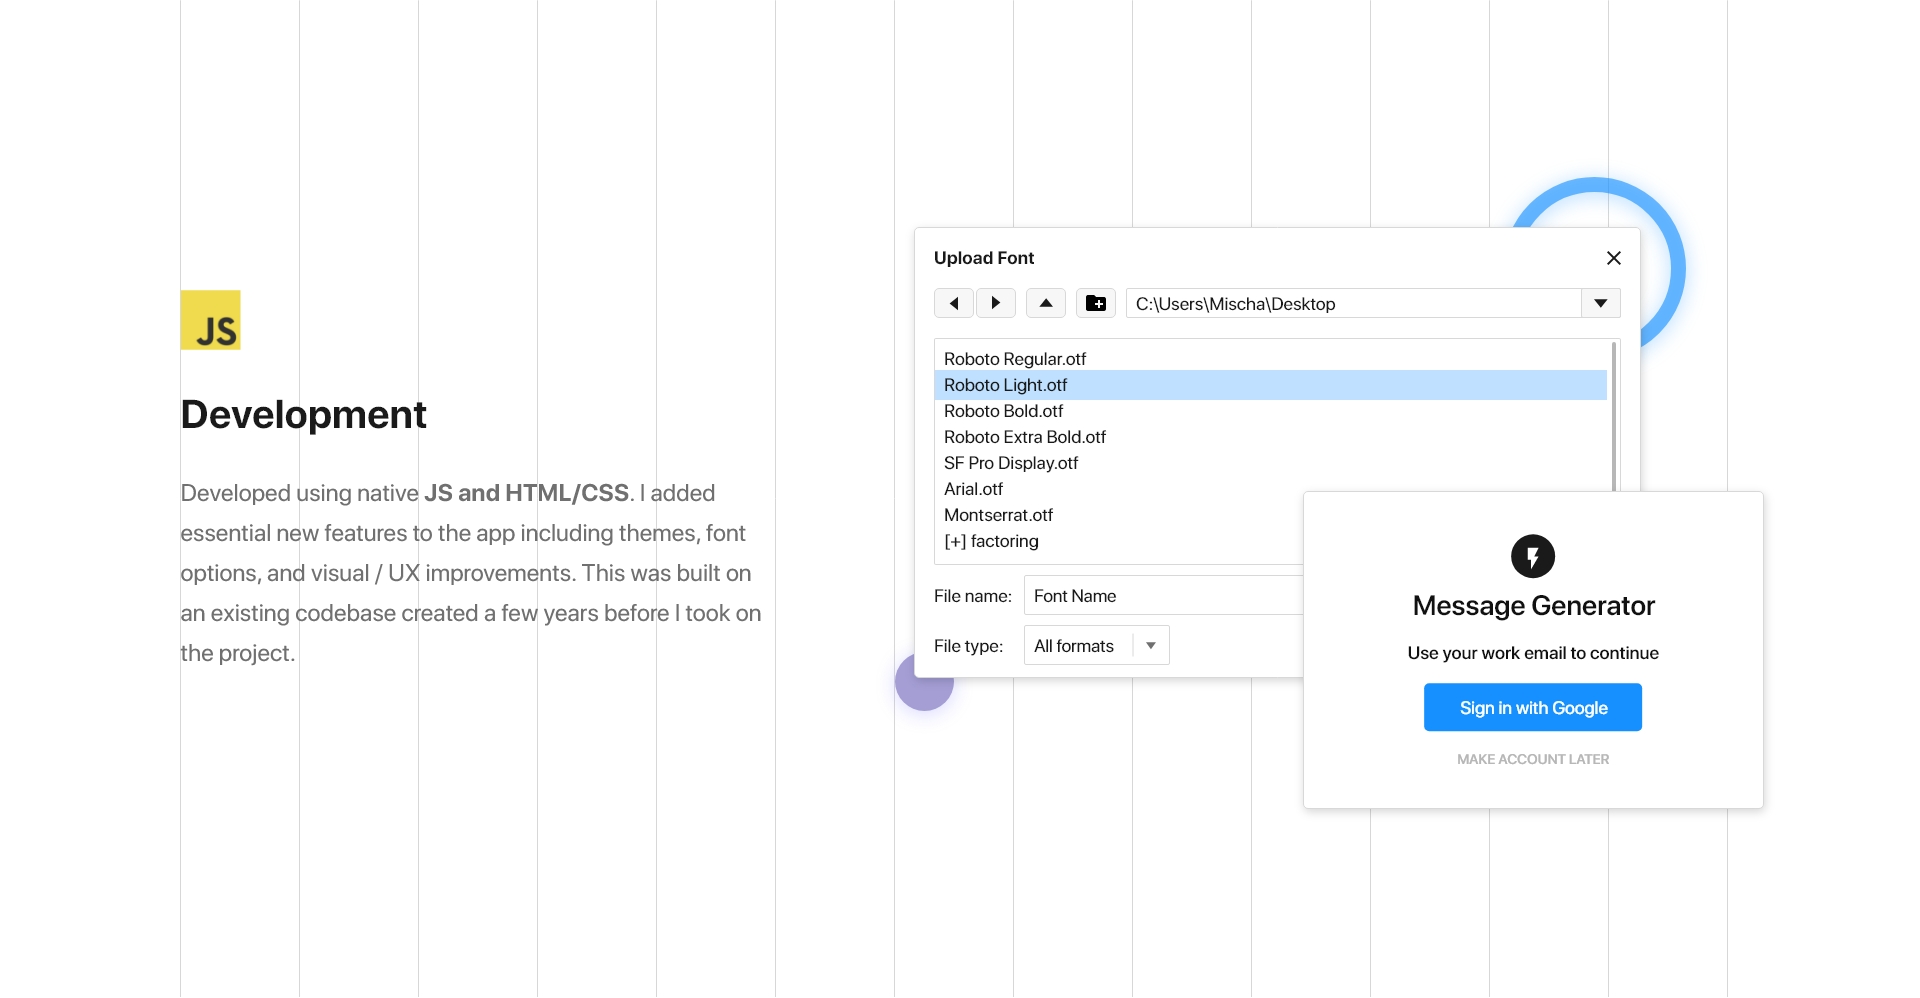 JS
Development
Developed using native JS and HTML/CSS. I added
essential new features to the app including themes, font
options, and visual / UX improvements. This was built on
an existing codebase created a few years before I took on
the project.
Upload Font
C:\Users\Mischa\Desktop
Roboto Regular.otf
Roboto Light.otf
Roboto Bold.otf
Roboto Extra Bold.otf
SF Pro Display.otf
Arial.otf
Montserrat.otf
[+] factoring
File name: Font Name
File type: All formats
Message Generator
Use your work email to continue
Sign in with Google
MAKE ACCOUNT LATER